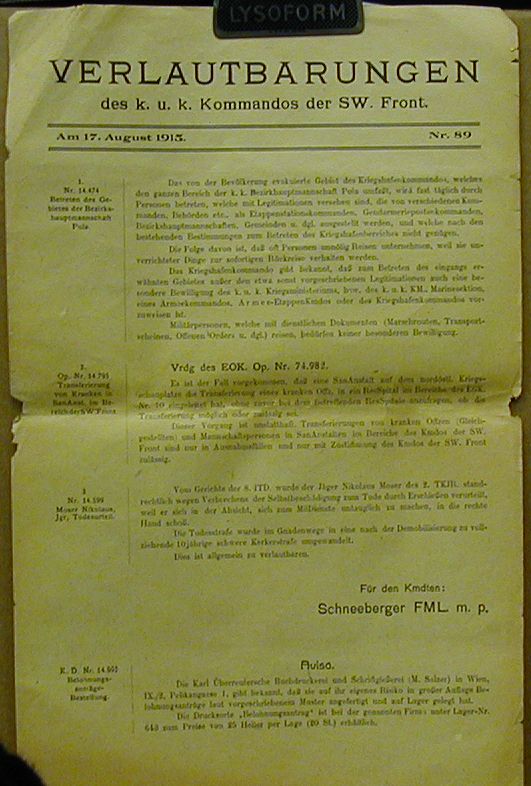 LYSOFORM
VERLAUTBARUNGEN
des k. u. k. Kommandos der SW. Front.
Am 17. August 1915.
Nr. 89
1.
Nr. 14.474
Betreten des Ge-
bietes der Bezirks-
hauptmannschaft
Pola.
Das von der Bevölkerung evakuierte Gebiet des Kriegshafenkommandos, welches
den ganzen Bereich der k. k. Bezirkhauptmannschaft Pola umfaßt, wird fast täglich durch
Personen betreten, welche mit Legitimationen versehen sind, die von verschiedenen Kom-
manden, Behörden etc., als Etappenstationskommanden, Gendarmeriepostenkommanden,
Bezirkshauptmannschaften, Gemeinden u. dgl. ausgestellt werden, und welche nach den
bestehenden Bestimmungen zum Betreten des Kriegshafenbereiches nicht genügen.
Die Folge davon ist, daß oft Personen unnötig Reisen unternehmen, weil sie un-
verrichteter Dinge zur sofortigen Rückreise verhalten werden.
Das Kriegshafenkommando gibt bekannt, daß zum Betreten des eingangs er-
wähnten Gebietes außer den etwa sonst vorgeschriebenen Legitimationen auch eine be-
sondere Bewilligung des k. u. k. Kriegsministeriums, bzw. des k. u. k. KM., Marinesektion,
eines Armeekommandos, Armee-EtappenKmdos oder des Kriegshafenkommandos vor-
zuweisen ist.
Militärpersonen, welche mit dienstlichen Dokumenten (Marschrouten, Transport-
scheinen, Offenen Orders u. dgl.) reisen, bedürfen keiner besonderen Bewilligung.
2.
Op. Nr. 14.795
Transferierung
von Kranken in
SanAnst. im Be-
reich der SW. Front.
Vrdg des EOK. Op. Nr. 74.982.
Es ist der Fall vorgekommen, daß eine SanAnstalt auf dem nordöstl. Kriegs-
schauplatze die Transferierung eines kranken Offz. in ein ResSpital im Bereiche des EGK.
Nr. 10 eingeleitet hat, ohne zuvor bei dem betreffenden ResSpitale anzufragen, ob die
Transferierung möglich oder zulässig sei.
Dieser Vorgang ist unstatthaft. Transferierungen von kranken Offzen (Gleich-
gestellten) und Mannschaftspersonen in SanAnstalten im Bereiche des Kmdos der SW.
Front sind nur in Ausnahmsfällen und nur mit Zustimmung des Kmdos der SW. Front
zulässig.
3
Nr. 14.599
Moser Nikolaus,
Jgr, Todesurteil.
Vom Gerichte der 8. ITD. wurde der Jäger Nikolaus Moser des 2. TKJR. stand-
rechtlich wegen Verbrechens der Selbstbeschädigung zum Tode durch Erschießen verurteilt,
weil er sich in der Absicht, sich zum MilDienste untauglich zu machen, in die rechte
Hand schoß.
Die Todesstrafe wurde im Gnadenwege in eine nach der Demobilisierung zu voll-
ziehende 10jährige schwere Kerkerstrafe umgewandelt.
Dies ist allgemein zu verlautbaren.
Für den Kmdten:
Schneeberger FML. m. p.
K. D. Nr. 14.662
Belohnungs-
anträge-
Bestellung.
Aviso.
Die Karl Überreutersche Buchdruckerei und Schriftgießerei (M. Salzer) in Wien,
IX./2, Pelikangasse 1, gibt bekannt, daß sie auf ihr eigenes Risiko in großer Auflage Be-
lohnungsanträge laut vorgeschriebenem Muster angefertigt und auf Lager gelegt hat.
Die Drucksorte „Belohnungsantrag" ist bei der genannten Firma unter Lager-Nr.
643 zum Preise von 25 Heller per Lage (20 St.) erhältlich.